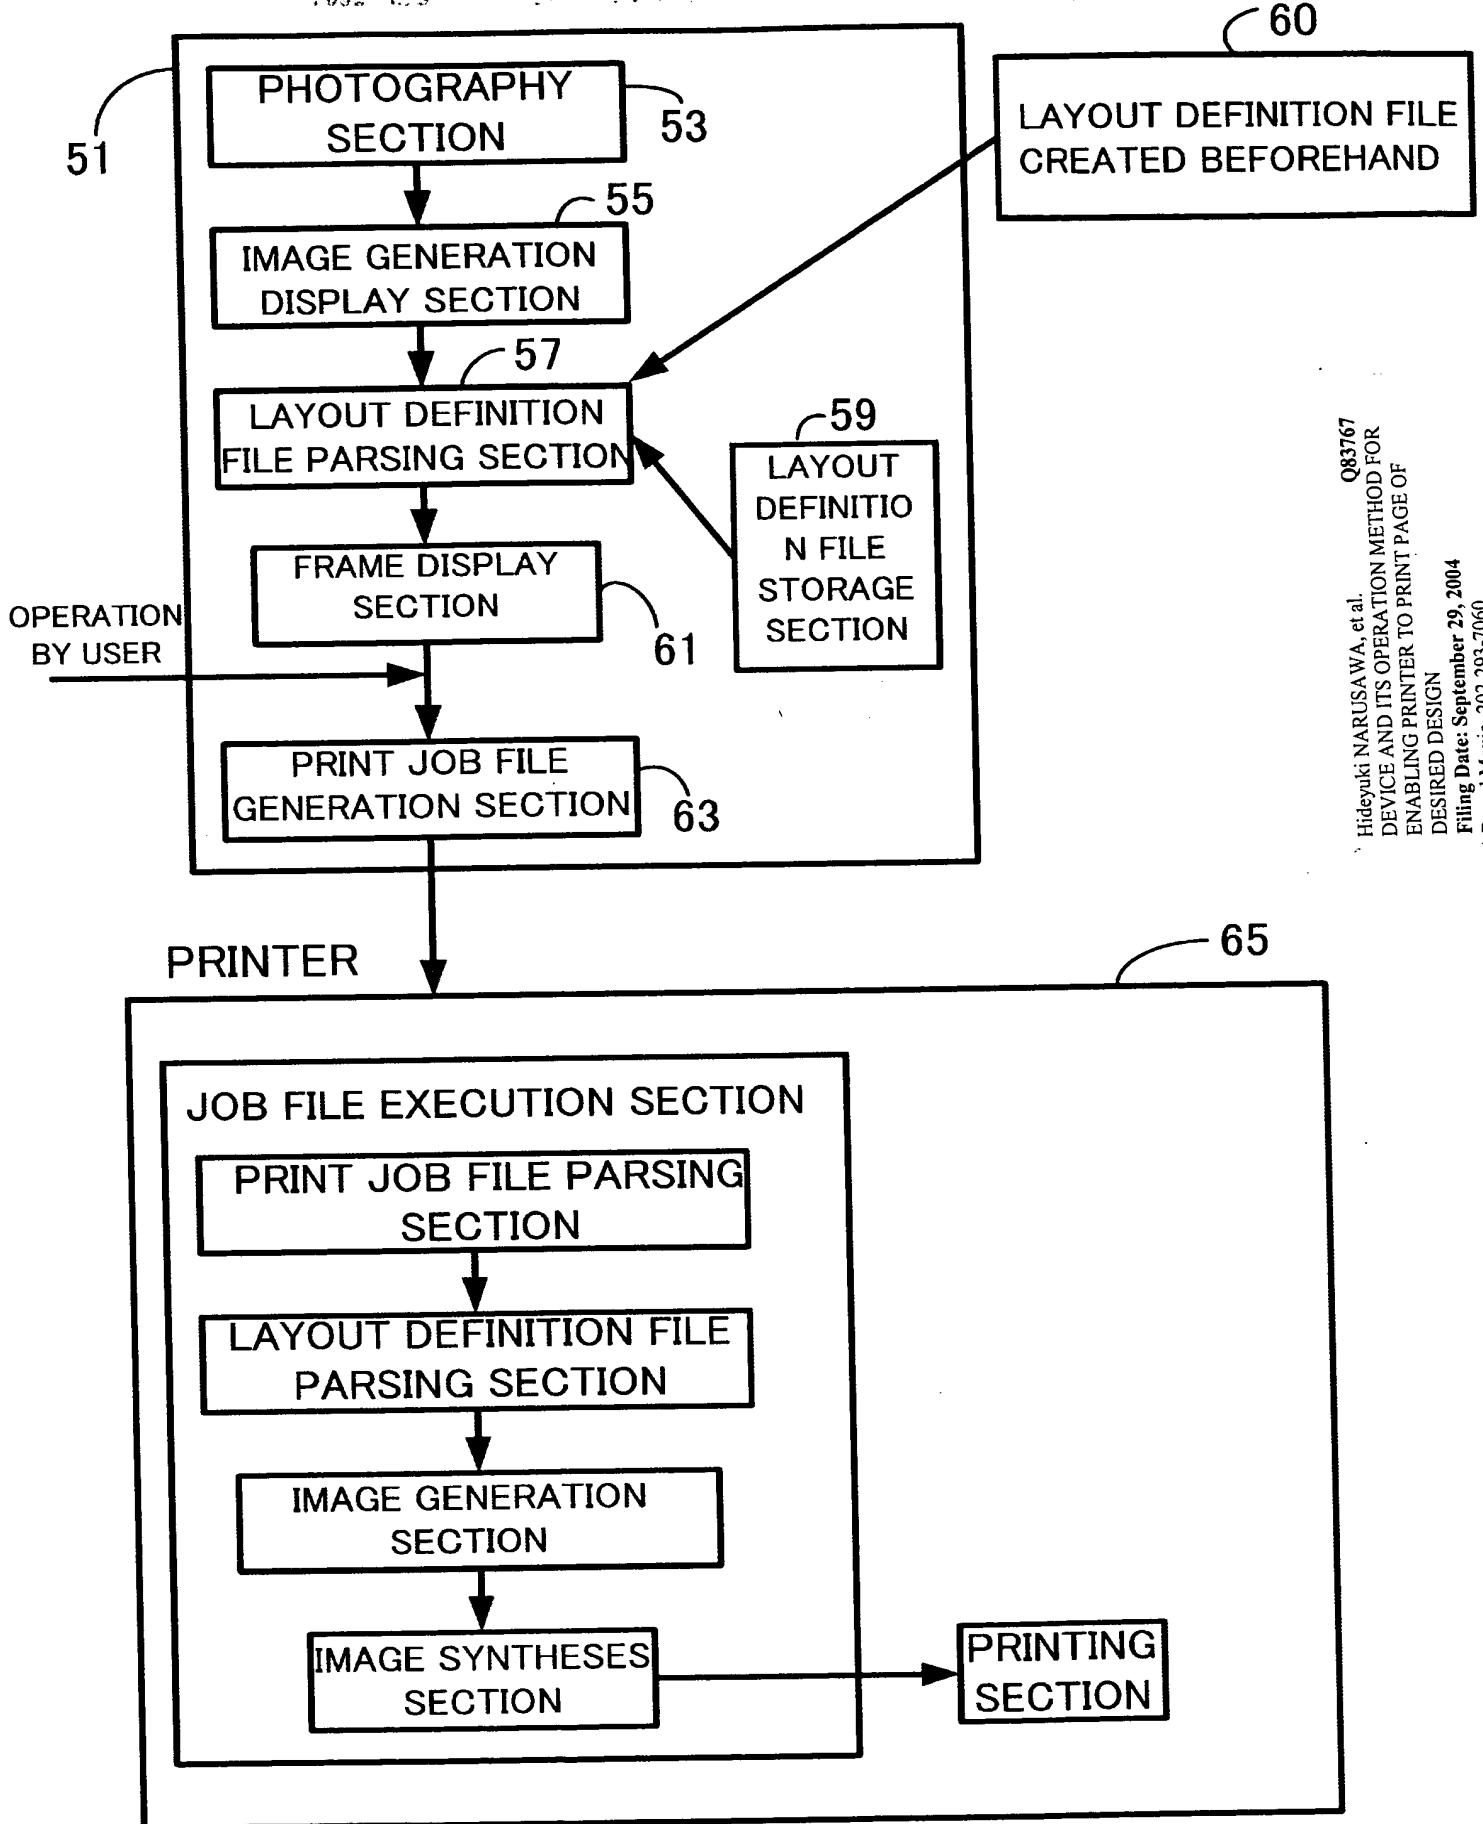 60
51
PHOTOGRAPHY
SECTION
53
LAYOUT DEFINITION FILE
CREATED BEFOREHAND
55
IMAGE GENERATION
DISPLAY SECTION
57
LAYOUT DEFINITION
FILE PARSING SECTION
59
LAYOUT
DEFINITIO
N FILE
STORAGE
SECTION
FRAME DISPLAY
SECTION
61
OPERATION
BY USER
PRINT JOB FILE
GENERATION SECTION
63
Q83767
Hideyuki NARUSAWA, et al.
DEVICE AND ITS OPERATION METHOD FOR
ENABLING PRINTER TO PRINT PAGE OF
DESIRED DESIGN
Filing Date: September 29, 2004
202-293-7060
PRINTER
65
JOB FILE EXECUTION SECTION
PRINT JOB FILE PARSING
SECTION
LAYOUT DEFINITION FILE
PARSING SECTION
IMAGE GENERATION
SECTION
IMAGE SYNTHESES
SECTION
PRINTING
SECTION